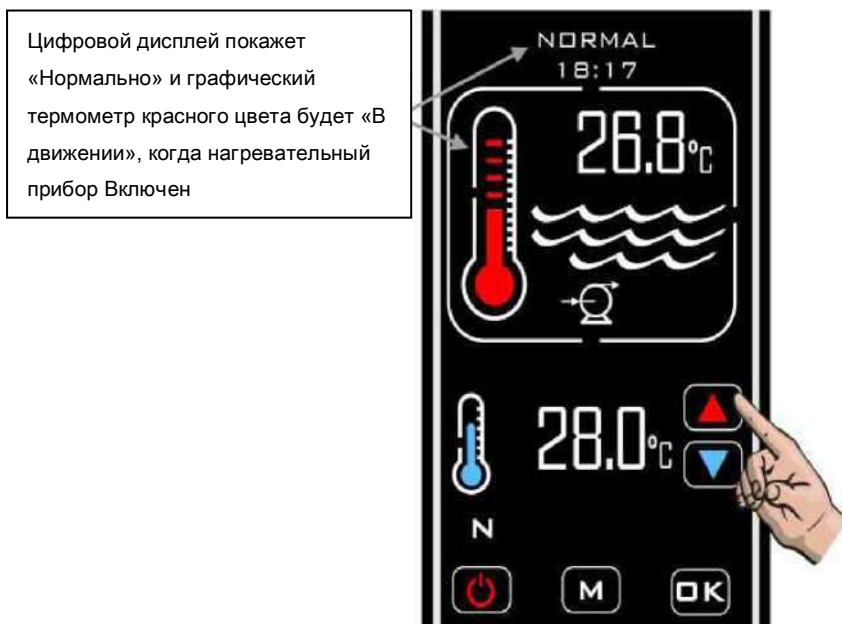 Цифровой дисплей покажет
«Нормально» и графический
термометр красного цвета будет «В
движении», когда нагревательный
прибор Включен
NORMAL
18:17
26.8°C
28.0°C
N
M
OK